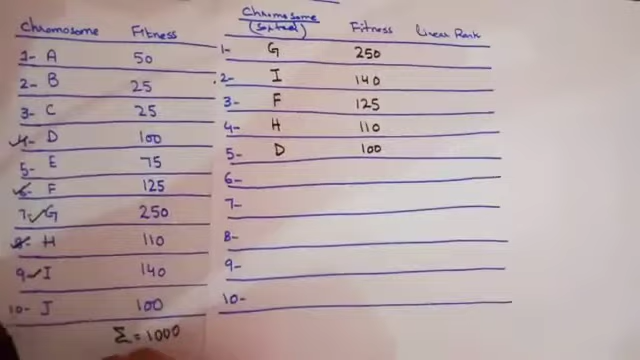 Chromosome Fitness
1- A 50
2- B 25
3- C 25
4- D 100
5- E 75
6- F 125
7- G 250
8- H 110
9- I 140
10- J 100
Σ = 1000
Chromosome (Sorted) Fitness Linear Rank
1- G 250
2- I 140
3- F 125
4- H 110
5- D 100
6-
7-
8-
9-
10-